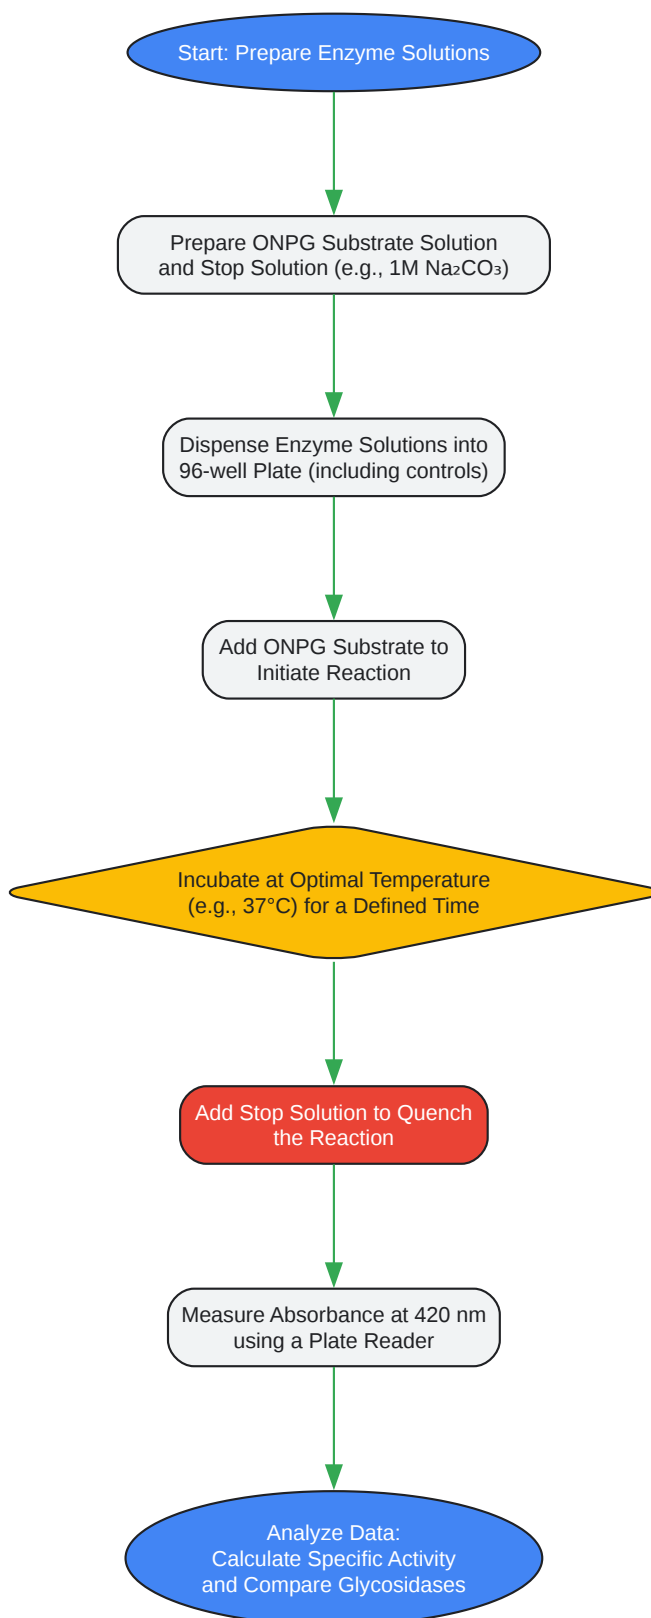 Start: Prepare Enzyme Solutions
Prepare ONPG Substrate Solution
and Stop Solution (e.g., 1M Na₂CO₃)
Dispense Enzyme Solutions into
96-well Plate (including controls)
Add ONPG Substrate to
Initiate Reaction
Incubate at Optimal Temperature
(e.g., 37°C) for a Defined Time
Add Stop Solution to Quench
the Reaction
Measure Absorbance at 420 nm
using a Plate Reader
Analyze Data:
Calculate Specific Activity
and Compare Glycosidases